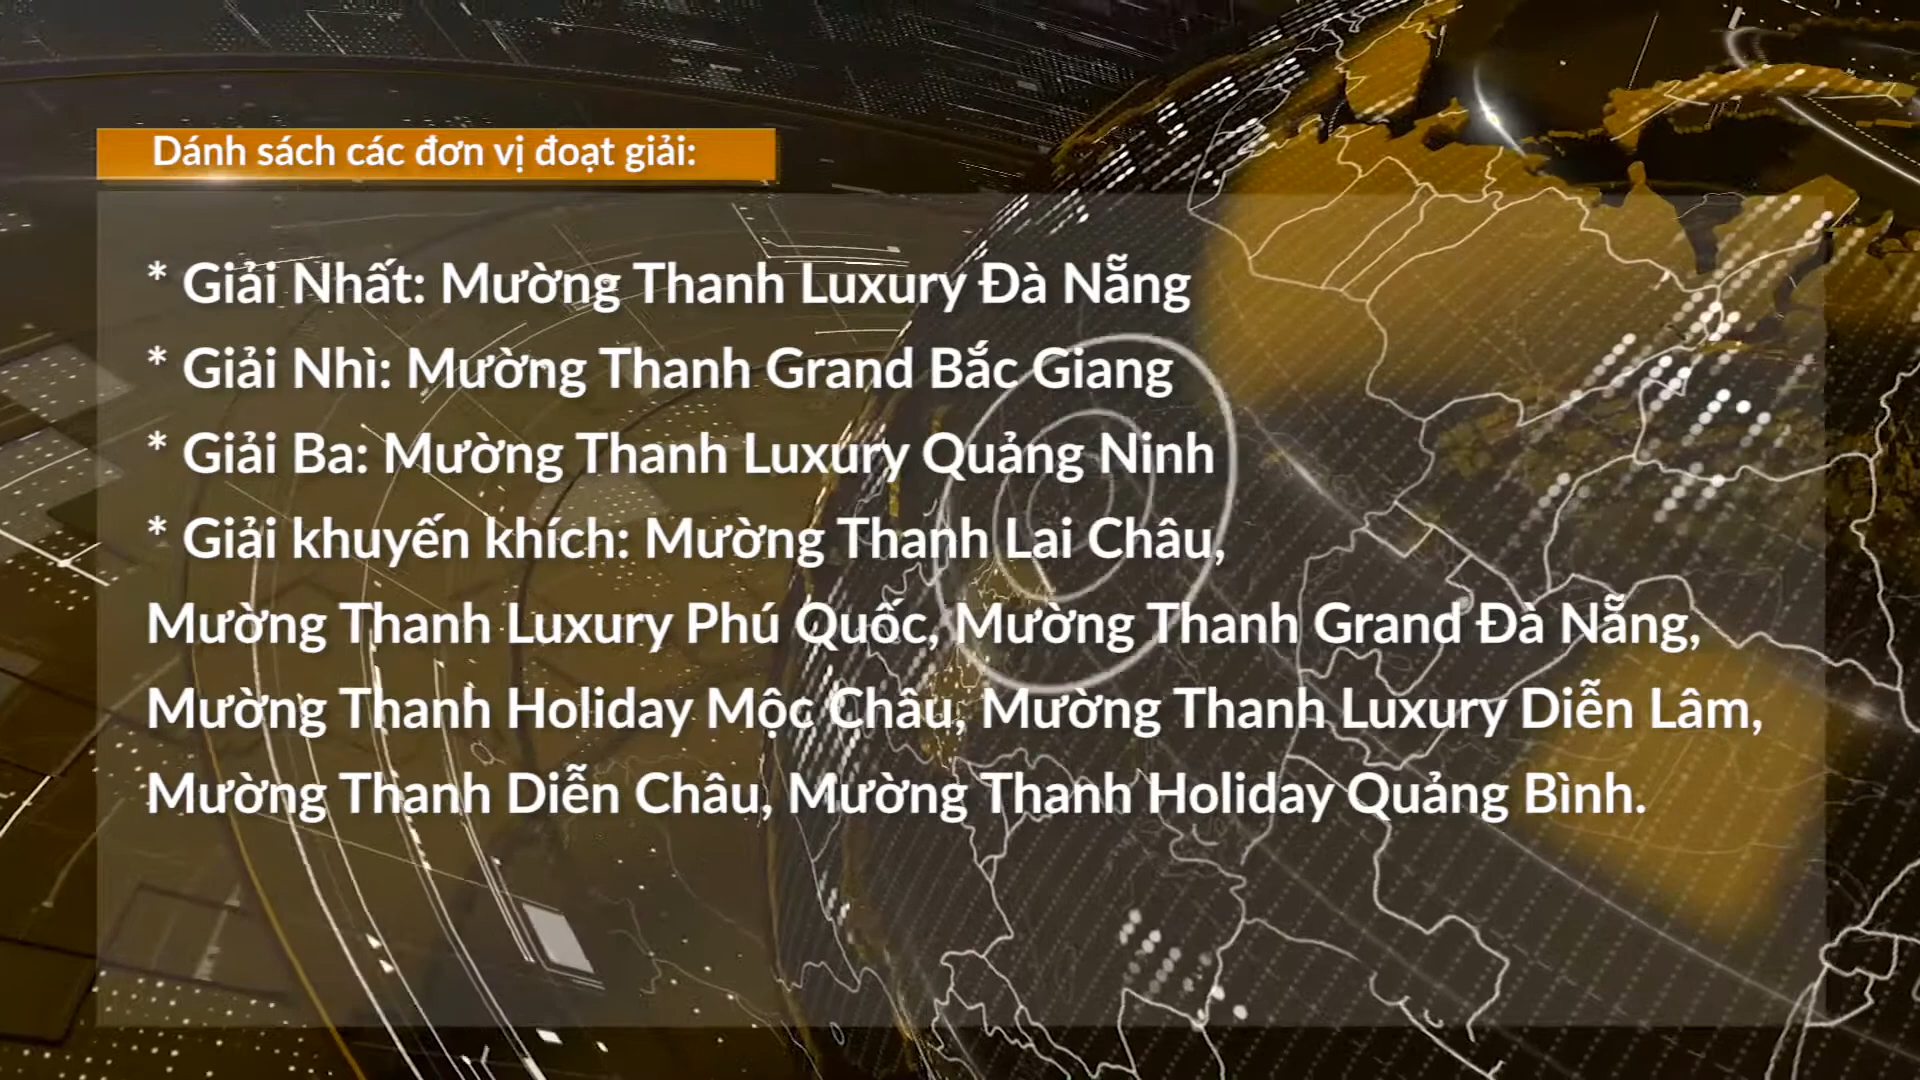 Dánh sách các đơn vị đoạt giải:
* Giải Nhất: Mường Thanh Luxury Đà Nẵng
* Giải Nhì: Mường Thanh Grand Bắc Giang
* Giải Ba: Mường Thanh Luxury Quảng Ninh
* Giải khuyến khích: Mường Thanh Lai Châu,
Mường Thanh Luxury Phú Quốc, Mường Thanh Grand Đà Nẵng,
Mường Thanh Holiday Mộc Châu, Mường Thanh Luxury Diễn Lâm,
Mường Thanh Diễn Châu, Mường Thanh Holiday Quảng Bình.